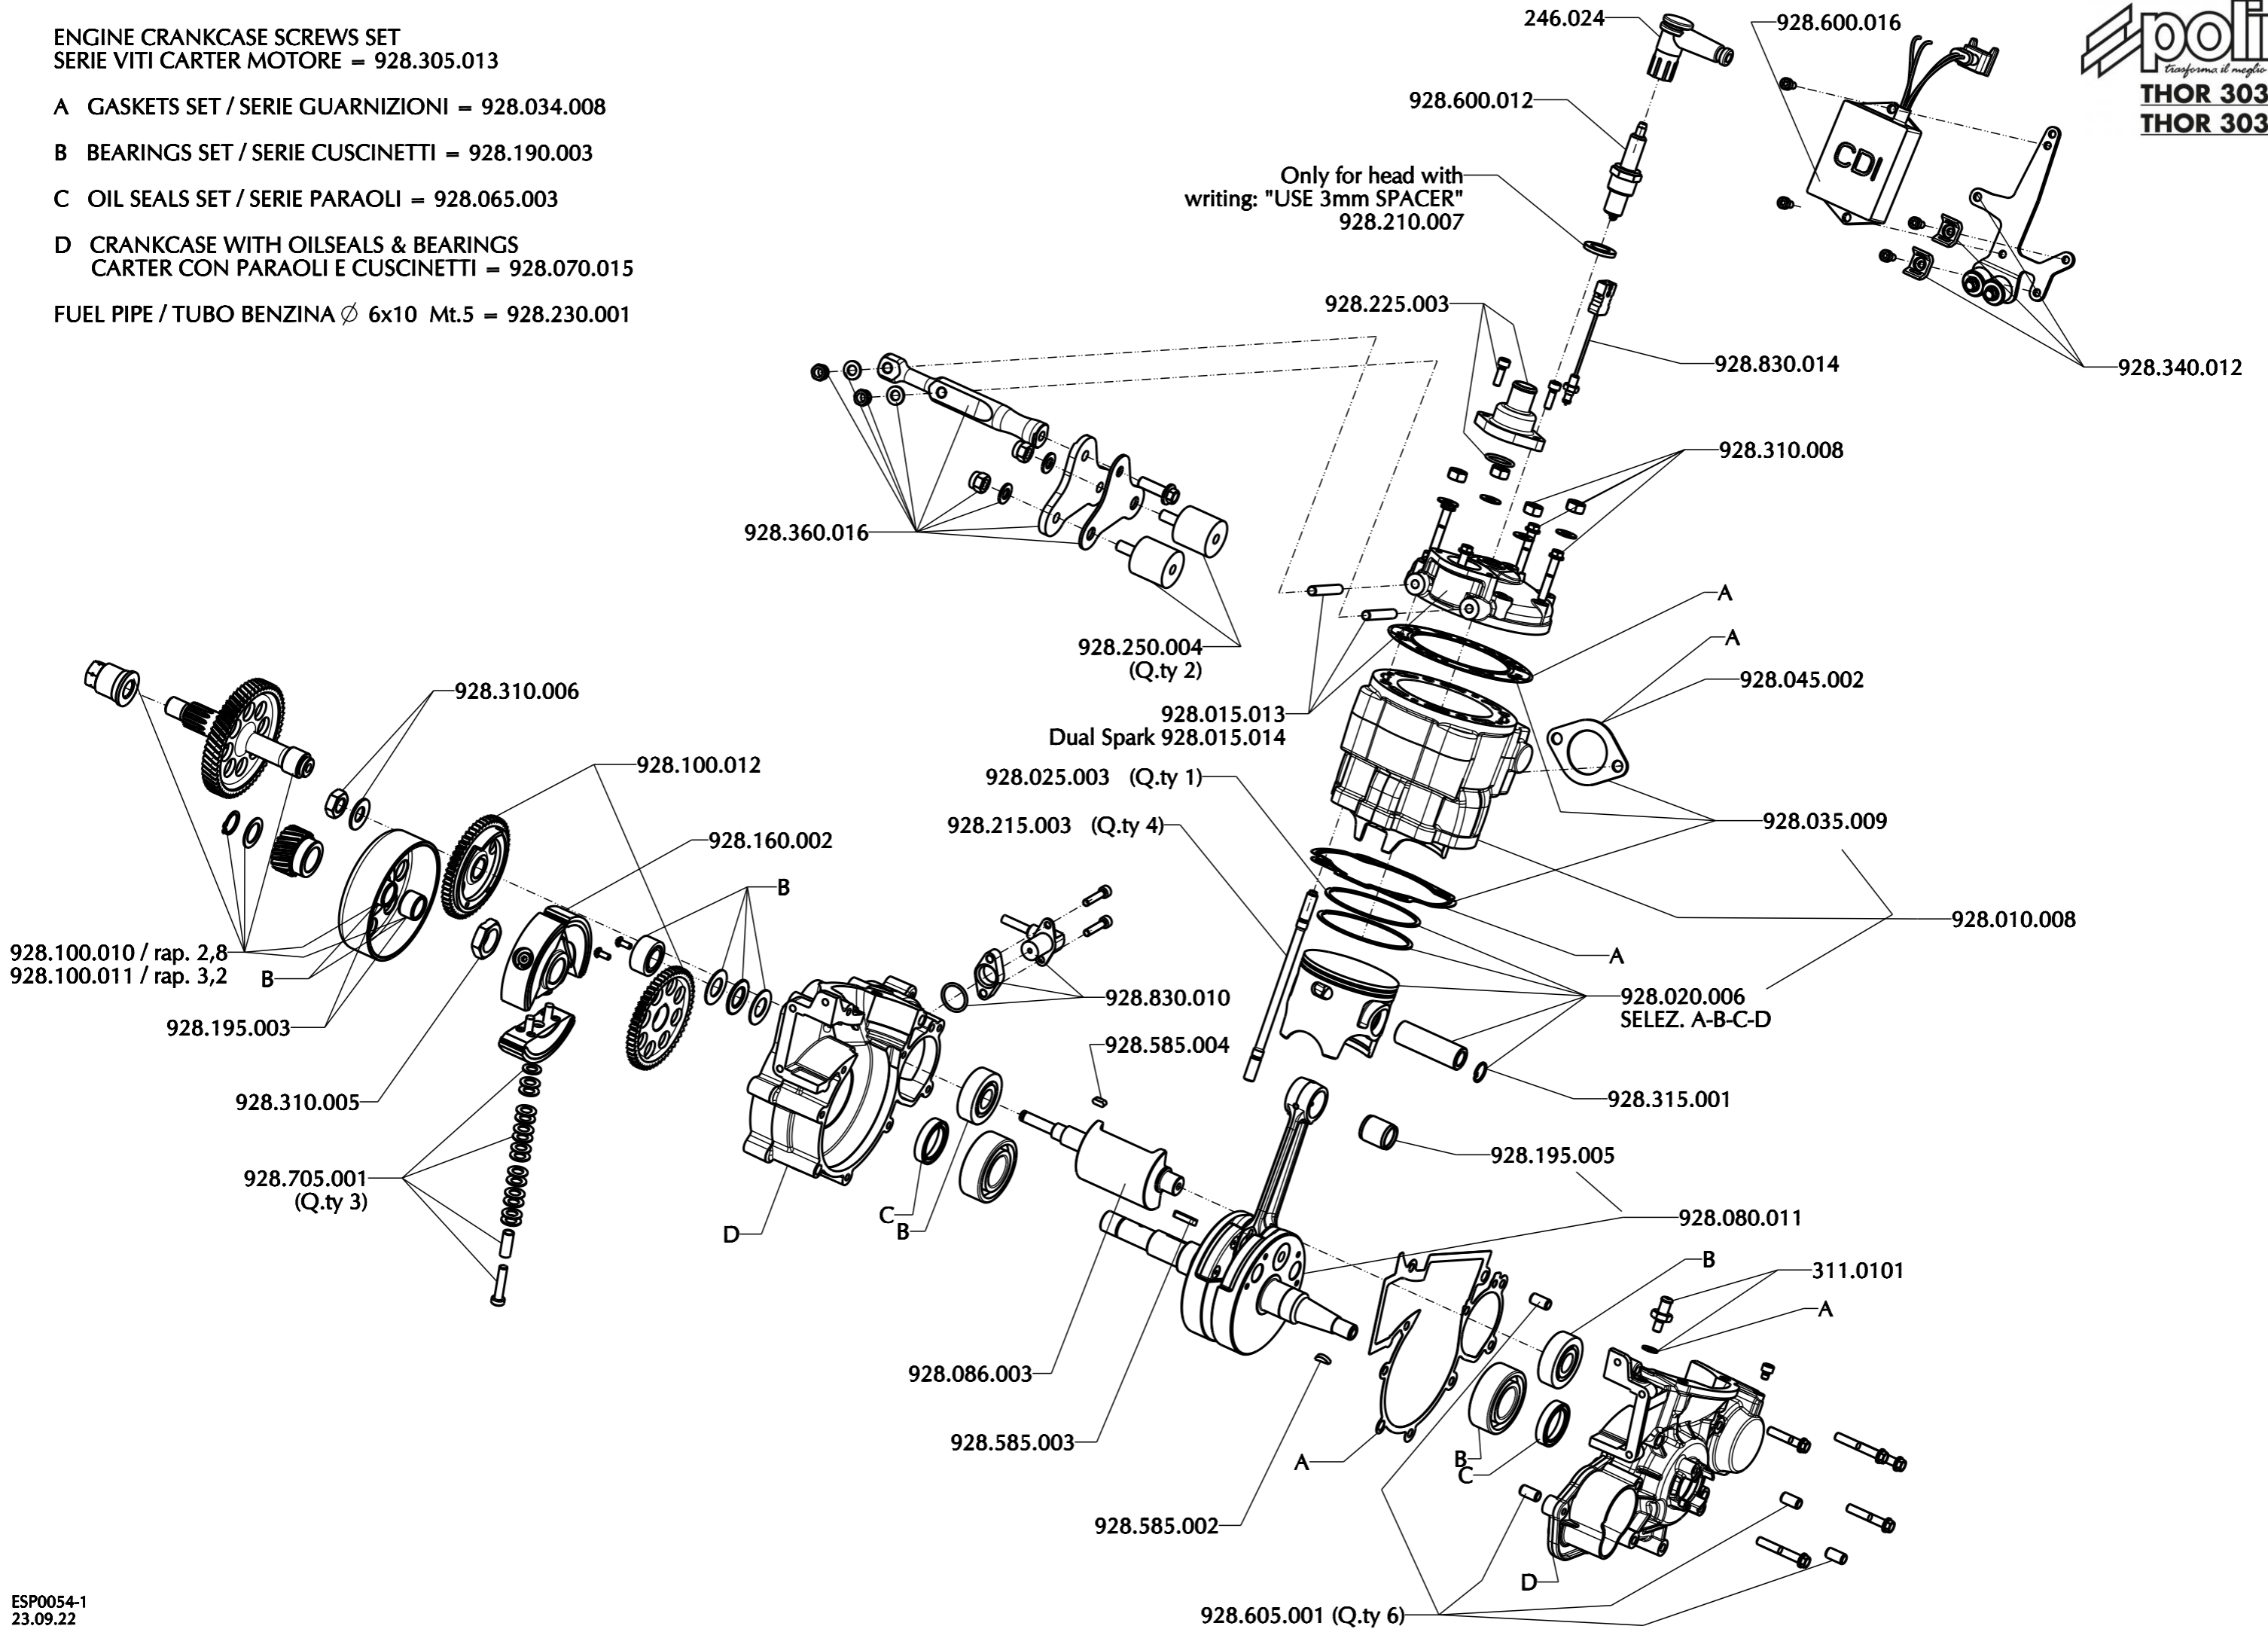 ENGINE CRANKCASE SCREWS SET
SERIE VITI CARTER MOTORE = 928.305.013
A GASKETS SET / SERIE GUARNIZIONI = 928.034.008
B BEARINGS SET / SERIE CUSCINETTI = 928.190.003
C OIL SEALS SET / SERIE PARAOLI = 928.065.003
D CRANKCASE WITH OILSEALS & BEARINGS
CARTER CON PARAOLI E CUSCINETTI = 928.070.015
FUEL PIPE / TUBO BENZINA ∅ 6x10 Mt.5 = 928.230.001
246.024
928.600.016
poli
trasforma il meglio
THOR 303
THOR 303
CDI
928.600.012
Only for head with
writing: "USE 3mm SPACER"
928.210.007
928.225.003
928.830.014
928.340.012
928.310.008
928.360.016
928.250.004
(Q.ty 2)
A
A
928.045.002
928.015.013
Dual Spark 928.015.014
928.025.003 (Q.ty 1)
928.215.003 (Q.ty 4)
928.035.009
928.010.008
A
928.020.006
SELEZ. A-B-C-D
928.315.001
928.195.005
928.080.011
928.310.006
928.100.012
928.160.002
B
928.100.010 / rap. 2,8
928.100.011 / rap. 3,2
B
928.195.003
928.310.005
928.705.001
(Q.ty 3)
928.830.010
928.585.004
D
C
B
928.086.003
928.585.003
928.585.002
A
B
C
B
311.0101
A
D
928.605.001 (Q.ty 6)
ESP0054-1
23.09.22